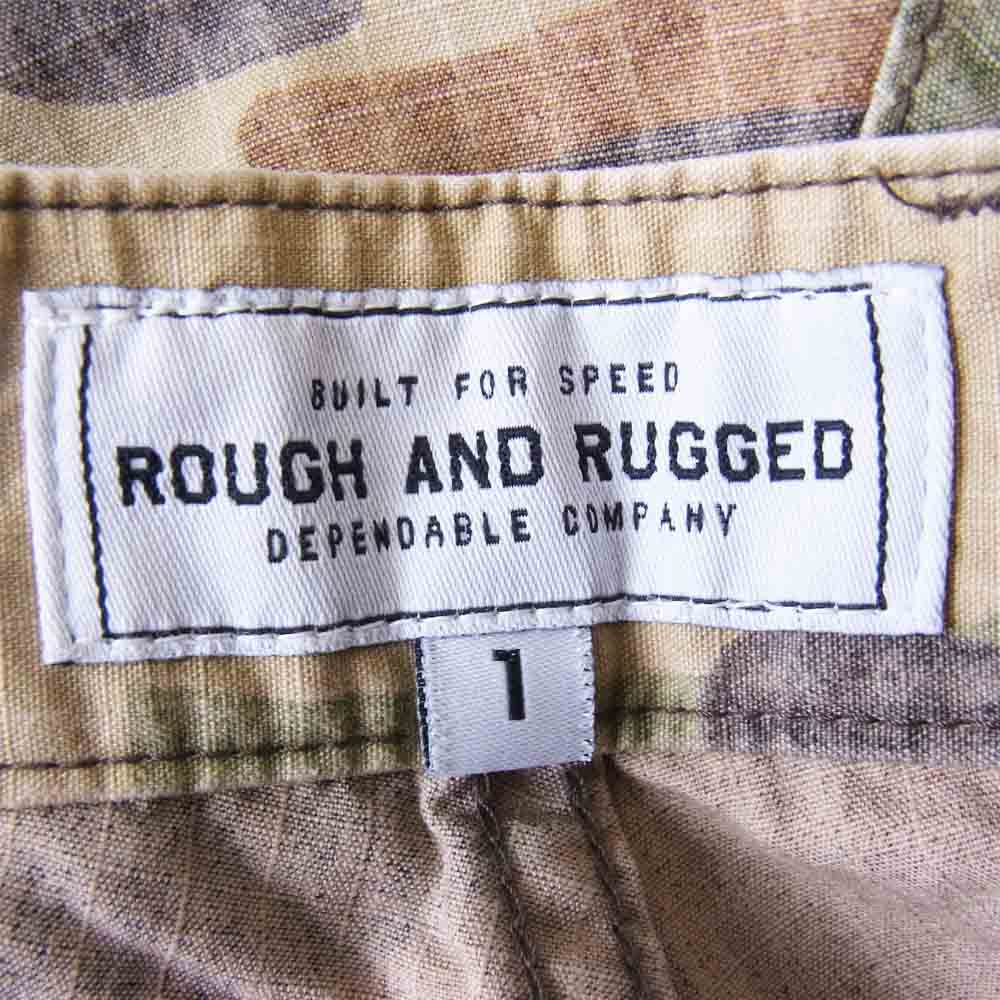 BUILT FOR SPEED
ROUGH AND RUGGED
DEPENDABLE COMPANY
1